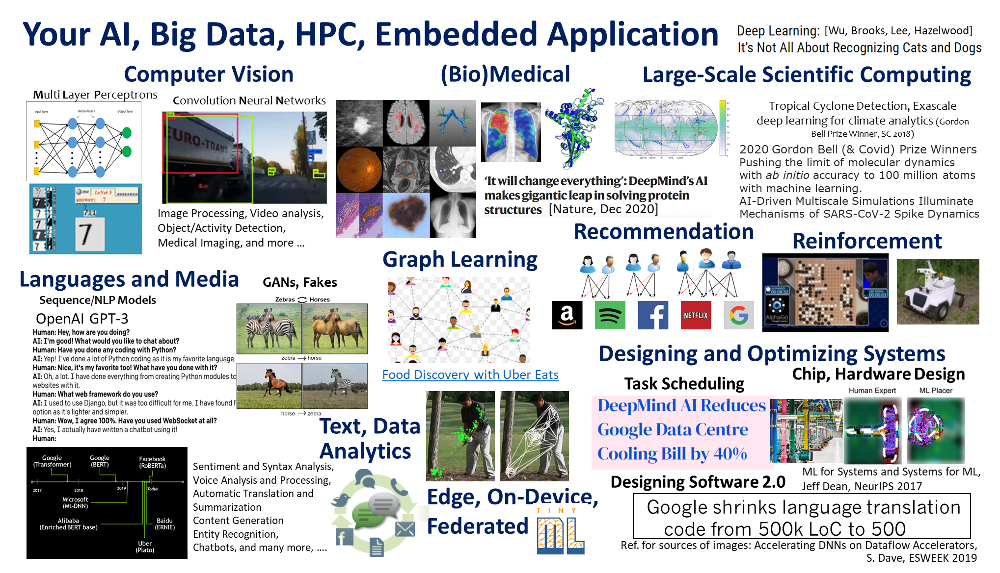 Your AI, Big Data, HPC, Embedded Application
Deep Learning: [Wu, Brooks, Lee, Hazelwood]
It's Not All About Recognizing Cats and Dogs
Computer Vision
Multi Layer Perceptrons
Input layer
Hidden layers
Output layer
Convolution Neural Networks
EURO-TRANS
AT&T
LeNet 5
RESEARCH
answer: 7
7
Image Processing, Video analysis,
Object/Activity Detection,
Medical Imaging, and more ...
(Bio)Medical
'It will change everything': DeepMind's AI
makes gigantic leap in solving protein
structures [Nature, Dec 2020]
Large-Scale Scientific Computing
120°W 60°W 0° 60°E 120°E
Tropical Cyclone Detection, Exascale
deep learning for climate analytics (Gordon
Bell Prize Winner, SC 2018)
2020 Gordon Bell (& Covid) Prize Winners
Pushing the limit of molecular dynamics
with ab initio accuracy to 100 million atoms
with machine learning.
AI-Driven Multiscale Simulations Illuminate
Mechanisms of SARS-CoV-2 Spike Dynamics
Languages and Media
Sequence/NLP Models
OpenAI GPT-3
Human: Hey, how are you doing?
AI: I'm good! What would you like to chat about?
Human: Have you done any coding with Python?
AI: Yep! I've done a lot of Python coding as it is my favorite language.
Human: Nice, it's my favorite too! What have you done with it?
AI: Oh, a lot. I have done everything from creating Python modules to
websites with it.
Human: What web framework do you use?
AI: I used to use Django, but it was too difficult for me. I have found
option as it's lighter and simpler.
Human: Wow, I agree 100%. Have you used WebSocket at all?
AI: Yes, I actually have written a chatbot using it!
Human:
GANs, Fakes
Zebras Horses
zebra → horse
horse → zebra
Google
(Transformer)
Google
(BERT)
Facebook
(RoBERTa)
2017
2018
2019
Today
Microsoft
(Mt-DNN)
Alibaba
(Enriched BERT base)
Baidu
(ERNIE)
Uber
(Plato)
Text, Data
Analytics
Sentiment and Syntax Analysis,
Voice Analysis and Processing,
Automatic Translation and
Summarization
Content Generation
Entity Recognition,
Chatbots, and many more, ....
Graph Learning
Food Discovery with Uber Eats
Edge, On-Device,
Federated
TINY
ML
Recommendation
NETFLIX
Reinforcement
AlphaGo
00:08:32
00:00:03
Designing and Optimizing Systems
Task Scheduling
DeepMind AI Reduces
Google Data Centre
Cooling Bill by 40%
Chip, Hardware Design
Human Expert
ML Placer
ML for Systems and Systems for ML,
Jeff Dean, NeurIPS 2017
Designing Software 2.0
Google shrinks language translation
code from 500k LoC to 500
Ref. for sources of images: Accelerating DNNs on Dataflow Accelerators,
S. Dave, ESWEEK 2019